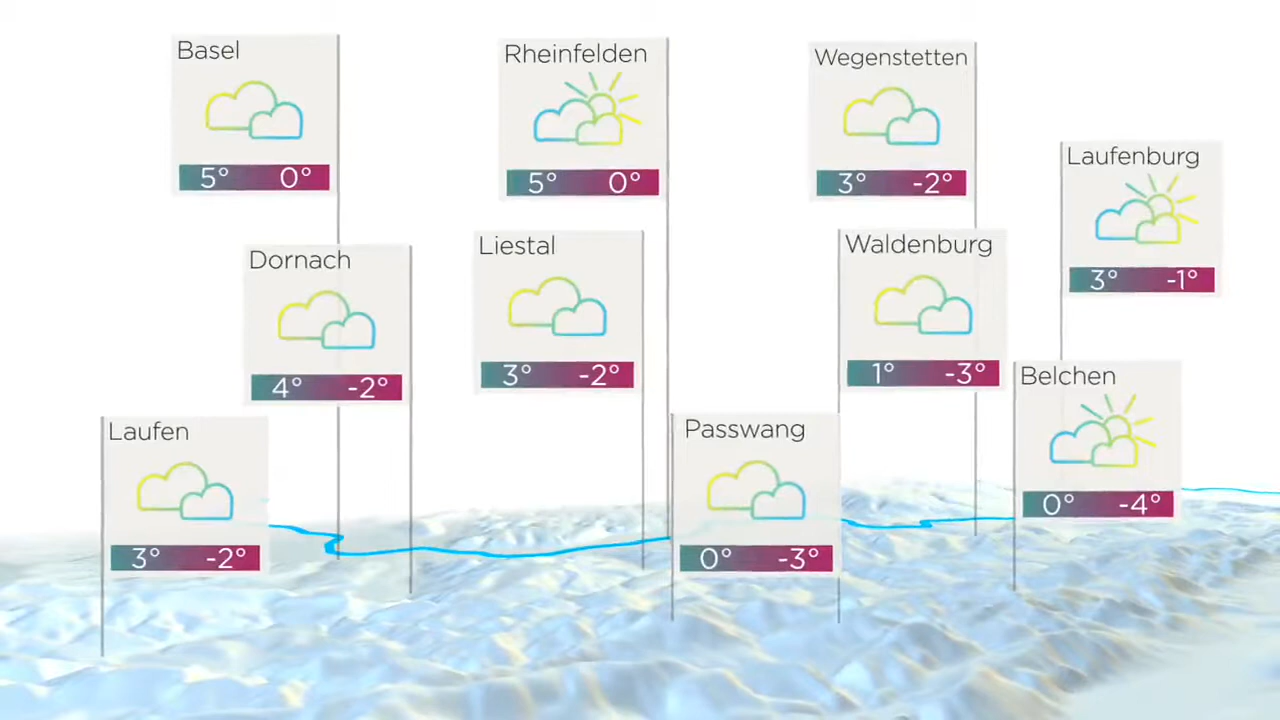 Basel
5° 0°
Rheinfelden
5° 0°
Wegenstetten
3° -2°
Laufenburg
3° -1°
Dornach
4° -2°
Liestal
3° -2°
Waldenburg
1° -3°
Belchen
0° -4°
Laufen
3° -2°
Passwang
0° -3°